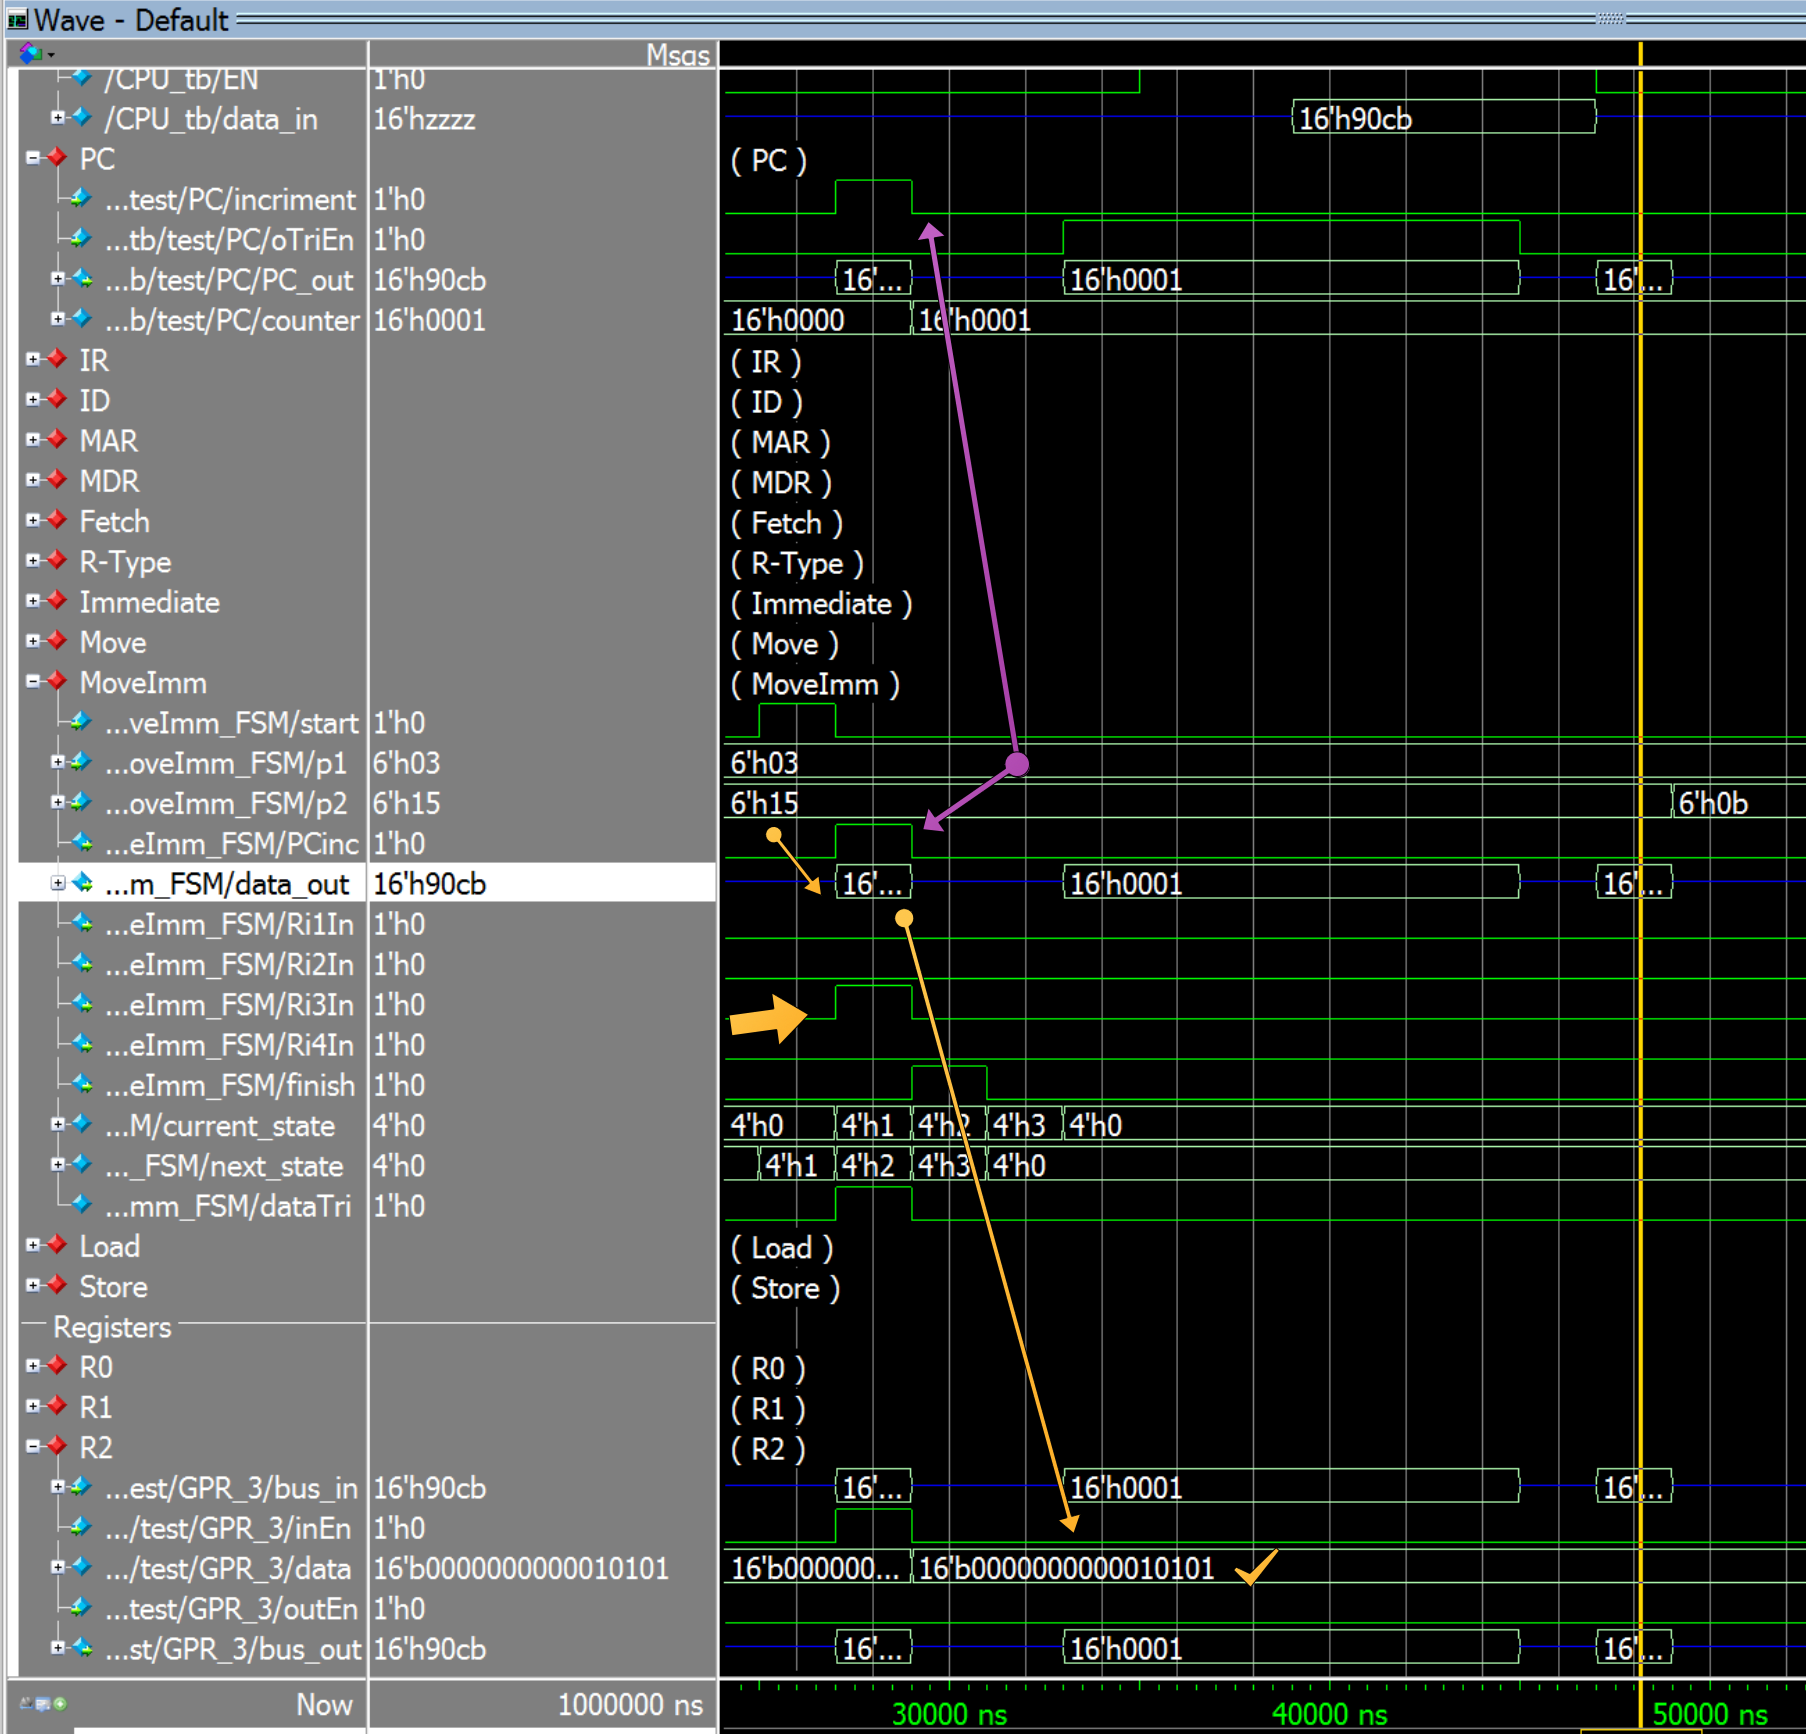 Wave - Default
Msgs
/CPU_tb/EN 1'h0
/CPU_tb/data_in 16'hzzzz 16'h90cb
PC ( PC )
...test/PC/incriment 1'h0
...tb/test/PC/oTriEn 1'h0
...b/test/PC/PC_out 16'h90cb 16'... 16'h0001 16'...
...b/test/PC/counter 16'h0001 16'h0000 16'h0001
IR ( IR )
ID ( ID )
MAR ( MAR )
MDR ( MDR )
Fetch ( Fetch )
R-Type ( R-Type )
Immediate ( Immediate )
Move ( Move )
MoveImm ( MoveImm )
...veImm_FSM/start 1'h0
...oveImm_FSM/p1 6'h03 6'h03
...oveImm_FSM/p2 6'h15 6'h15 6'h0b
...eImm_FSM/PCinc 1'h0
...m_FSM/data_out 16'h90cb 16'... 16'h0001 16'...
...eImm_FSM/Ri1In 1'h0
...eImm_FSM/Ri2In 1'h0
...eImm_FSM/Ri3In 1'h0
...eImm_FSM/Ri4In 1'h0
...eImm_FSM/finish 1'h0
...M/current_state 4'h0 4'h0 4'h1 4'h2 4'h3 4'h0
..._FSM/next_state 4'h0 4'h1 4'h2 4'h3 4'h0
...mm_FSM/dataTri 1'h0
Load ( Load )
Store ( Store )
Registers
R0 ( R0 )
R1 ( R1 )
R2 ( R2 )
...est/GPR_3/bus_in 16'h90cb 16'... 16'h0001 16'...
.../test/GPR_3/inEn 1'h0
.../test/GPR_3/data 16'b0000000000010101 16'b000000... 16'b0000000000010101
...test/GPR_3/outEn 1'h0
...st/GPR_3/bus_out 16'h90cb 16'... 16'h0001 16'...
Now 1000000 ns 30000 ns 40000 ns 50000 ns